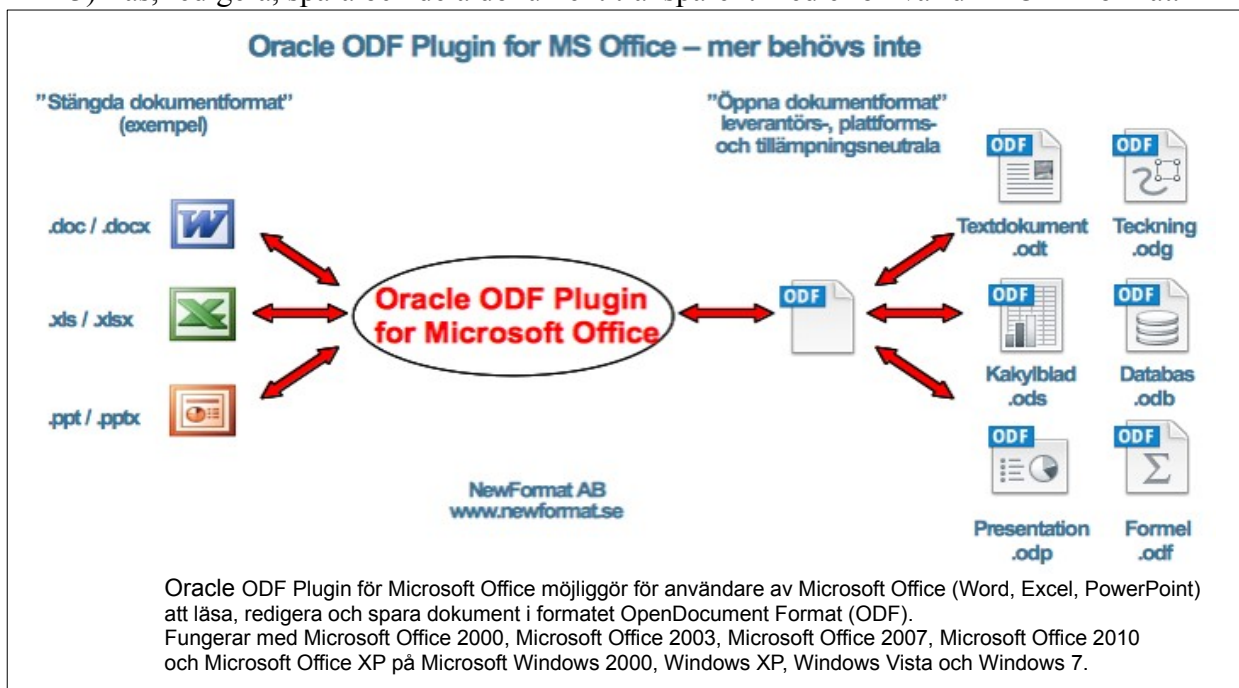 Oracle ODF Plugin for MS Office – mer behövs inte
"Stängda dokumentformat"
(exempel)
"Öppna dokumentformat"
leverantörs-, plattforms-
och tillämpningsneutrala
.doc / .docx
W
.xls / .xlsx
X
.ppt / .pptx
Oracle ODF Plugin
for Microsoft Office
ODF
ODF
Textdokument
.odt
ODF
Teckning
.odg
ODF
Kakylblad
.ods
ODF
Databas
.odb
ODF
Presentation
.odp
ODF
Σ
Formel
.odf
NewFormat AB
www.newformat.se
Oracle ODF Plugin för Microsoft Office möjliggör för användare av Microsoft Office (Word, Excel, PowerPoint)
att läsa, redigera och spara dokument i formatet OpenDocument Format (ODF).
Fungerar med Microsoft Office 2000, Microsoft Office 2003, Microsoft Office 2007, Microsoft Office 2010
och Microsoft Office XP på Microsoft Windows 2000, Windows XP, Windows Vista och Windows 7.